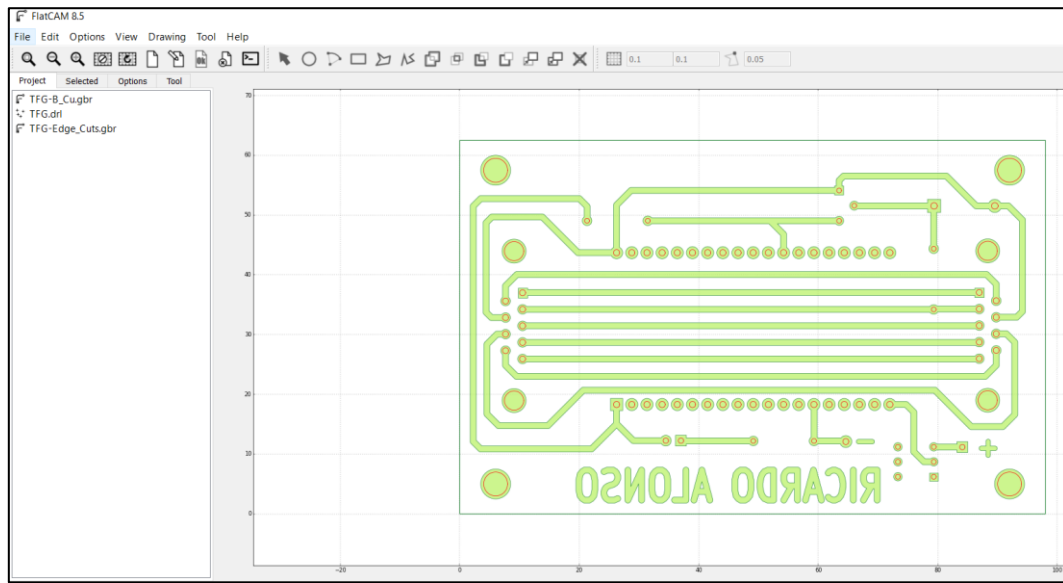 FlatCAM 8.5
File Edit Options View Drawing Tool Help
0.1 0.1 0.05
Project Selected Options Tool
TFG-B_Cu.gbr
TFG.drl
TFG-Edge_Cuts.gbr
70
60
50
40
30
20
10
0
−20 0 20 40 60 80 100
+
−
RICARDO ALONSO